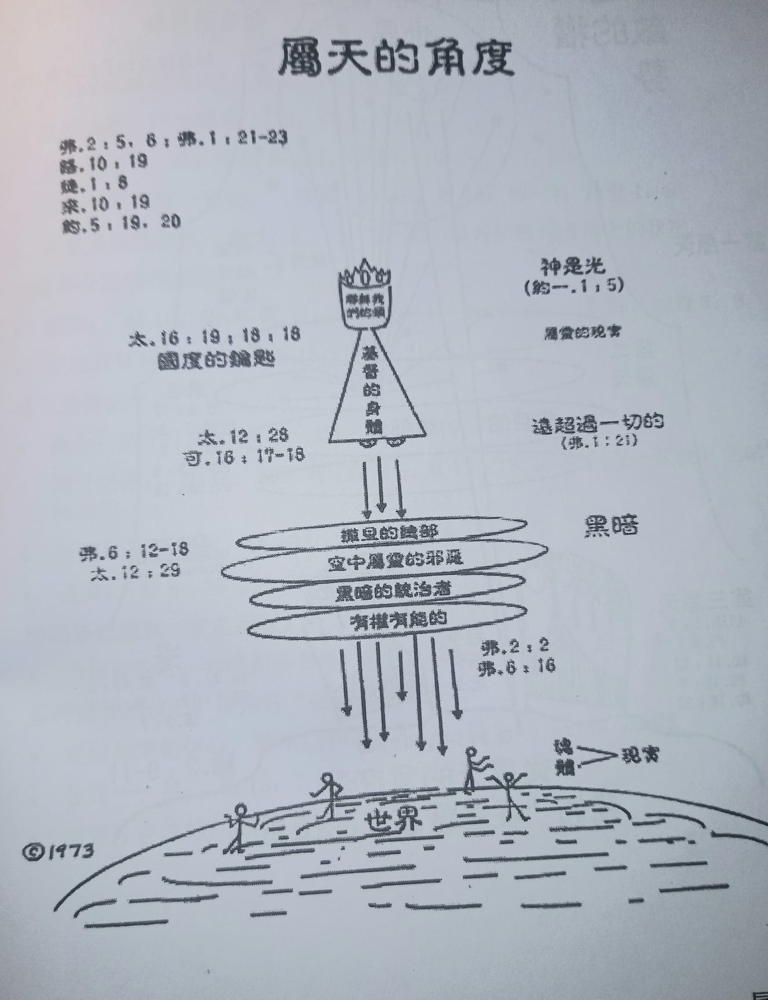 屬天的角度
弗.2：5、6；弗.1：21-23
路.10：19
徒.1：8
來.10：19
約.5：19.20
神是光
(約一.1：5)
耶穌我
們的頭
太.16：19；18：18
國度的鑰匙
屬靈的現實
基督的身體
遠超過一切的
(弗.1：21)
太.12：28
可.16：17-18
黑暗
撒旦的總部
空中屬靈的邪惡
弗.6：12-18
太.12：29
黑暗的統治者
有權有能的
弗.2：2
弗.6：16
魂
體
現實
世界
©1973